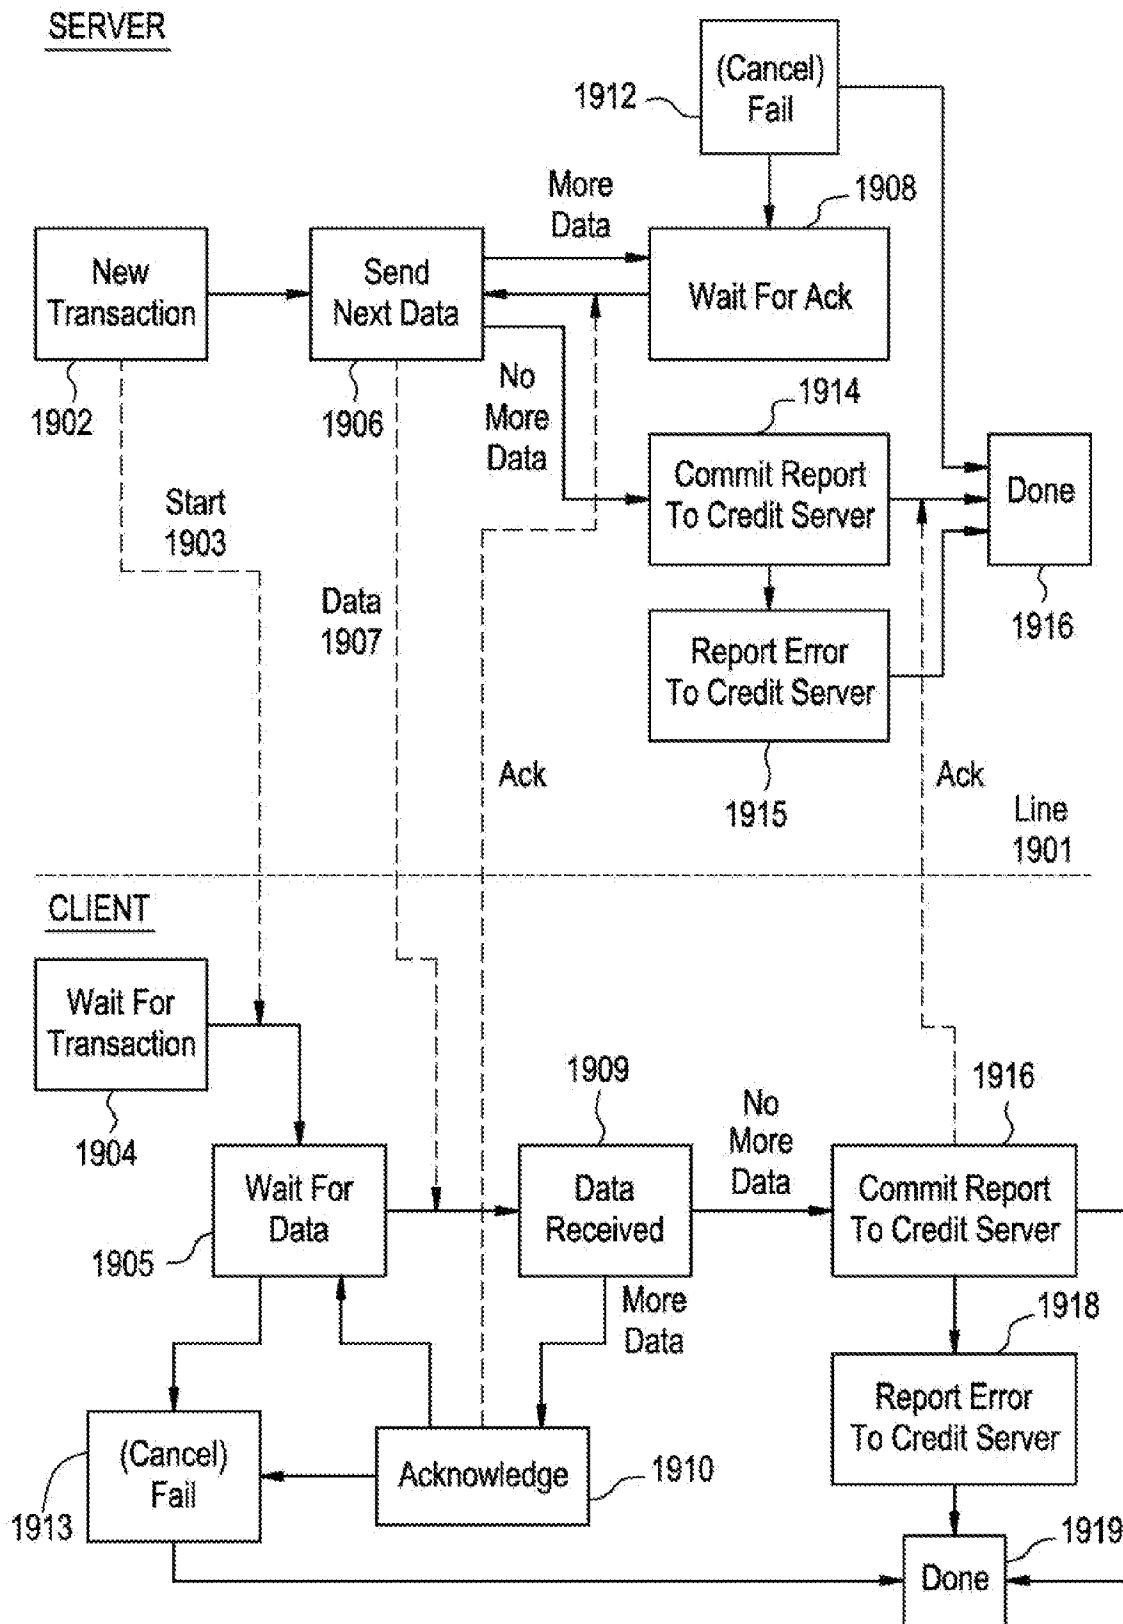 SERVER
(Cancel)
Fail
1912
More
Data
1908
New
Transaction
Send
Next Data
Wait For Ack
1902
1906
No
More
Data
1914
Start
1903
Commit Report
To Credit Server
Done
Data
1907
1916
Report Error
To Credit Server
Ack
Ack
1915
Line
1901
CLIENT
Wait For
Transaction
1909
1916
No
More
Data
1904
Wait For
Data
Data
Received
Commit Report
To Credit Server
1905
More
Data
1918
Report Error
To Credit Server
(Cancel)
Fail
Acknowledge
1910
1913
1919
Done